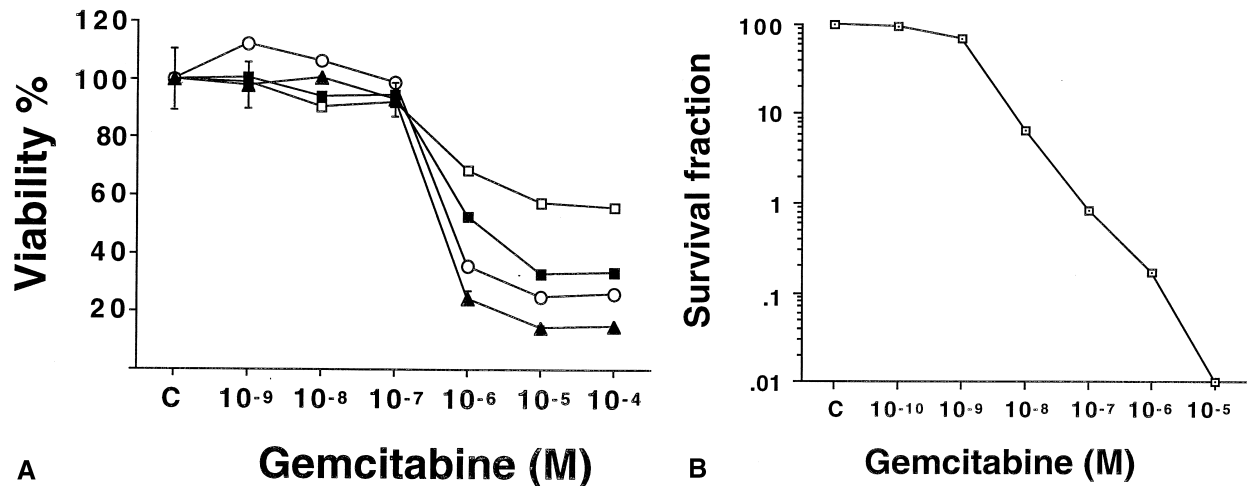 Viability %
120
100
80
60
40
20
C 10-9 10-8 10-7 10-6 10-5 10-4
Gemcitabine (M)
A
Survival fraction
100
10
1
.1
.01
C 10-10 10-9 10-8 10-7 10-6 10-5
Gemcitabine (M)
B